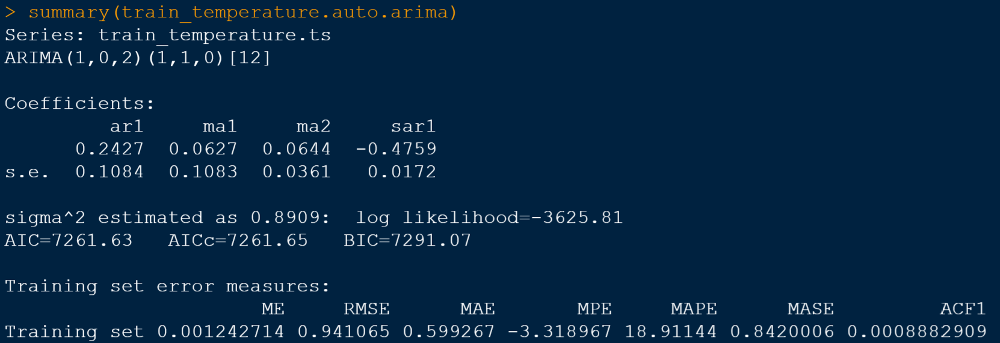 > summary(train_temperature.auto.arima)
Series: train_temperature.ts
ARIMA(1,0,2)(1,1,0)[12]
Coefficients:
ar1 ma1 ma2 sar1
0.2427 0.0627 0.0644 -0.4759
s.e. 0.1084 0.1083 0.0361 0.0172
sigma^2 estimated as 0.8909: log likelihood=-3625.81
AIC=7261.63 AICc=7261.65 BIC=7291.07
Training set error measures:
ME RMSE MAE MPE MAPE MASE ACF1
Training set 0.001242714 0.941065 0.599267 -3.318967 18.91144 0.8420006 0.0008882909